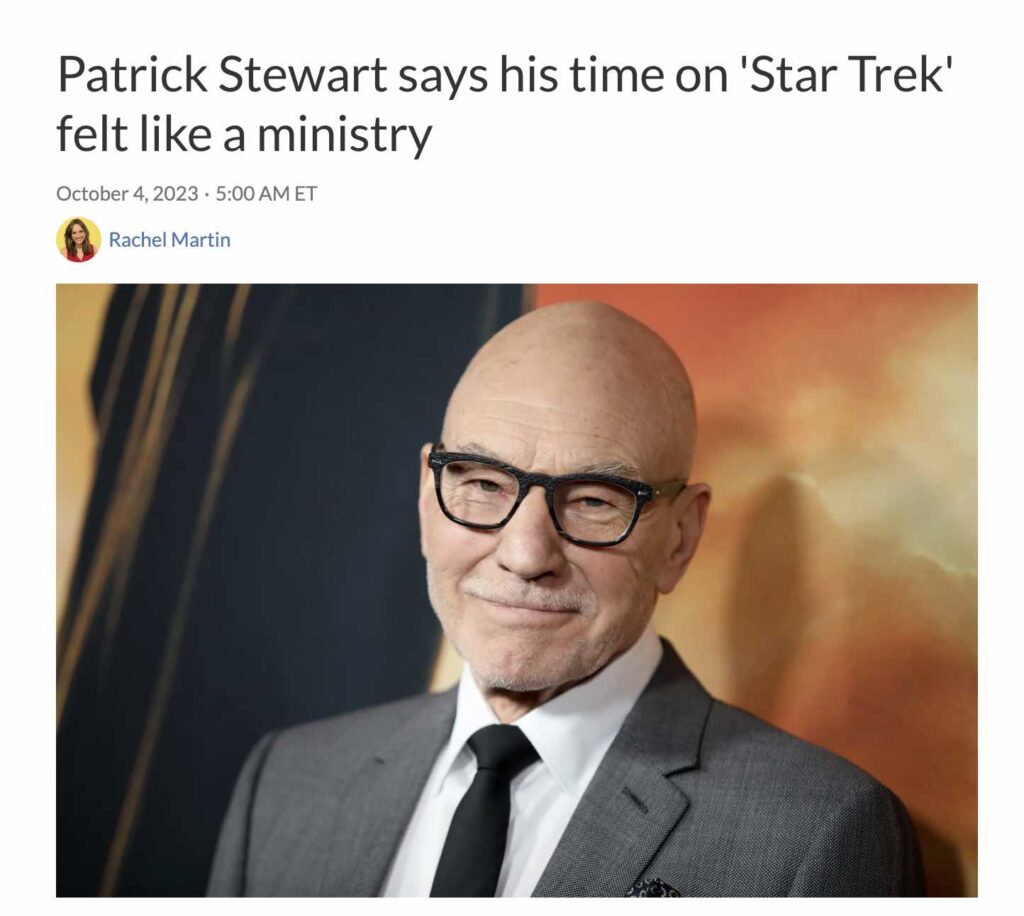 Patrick Stewart says his time on 'Star Trek'
felt like a ministry
October 4, 2023 · 5:00 AM ET
Rachel Martin